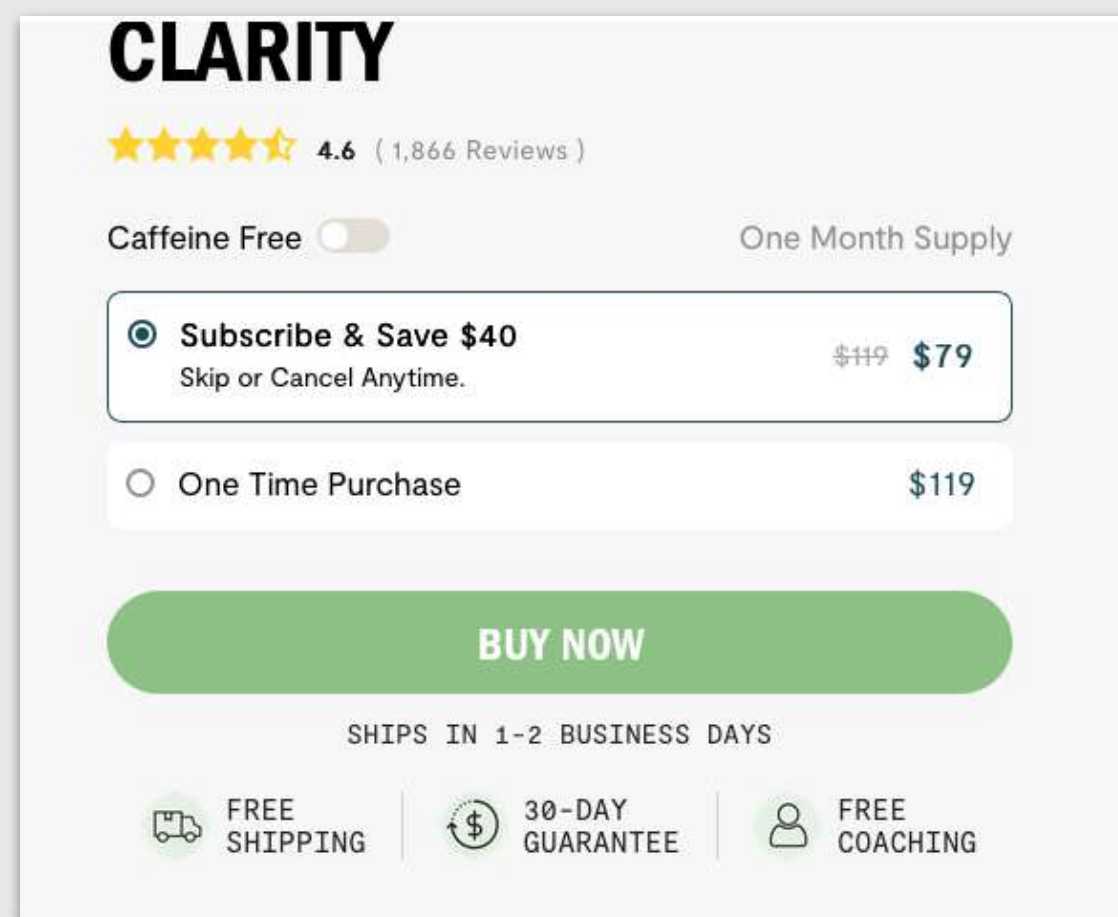 CLARITY
4.6 ( 1,866 Reviews )
Caffeine Free One Month Supply
Subscribe & Save $40
$119 $79
Skip or Cancel Anytime.
One Time Purchase $119
BUY NOW
SHIPS IN 1-2 BUSINESS DAYS
FREE
SHIPPING
$
30-DAY
GUARANTEE
FREE
COACHING